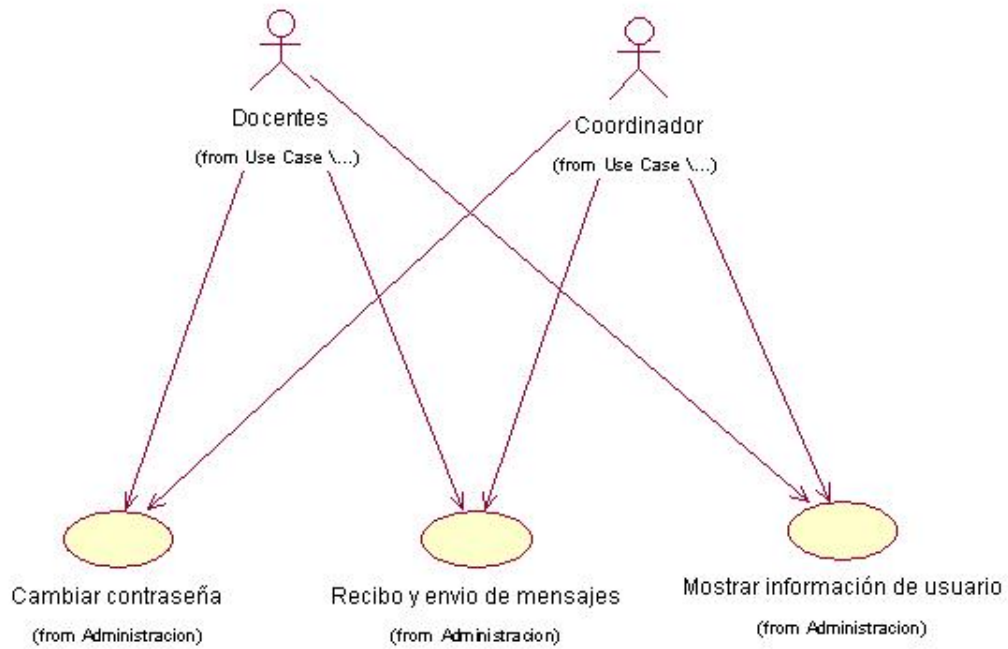 Docentes
(from Use Case \...)
Coordinador
(from Use Case \...)
Cambiar contraseña
(from Administracion)
Recibo y envio de mensajes
(from Administracion)
Mostrar información de usuario
(from Administracion)